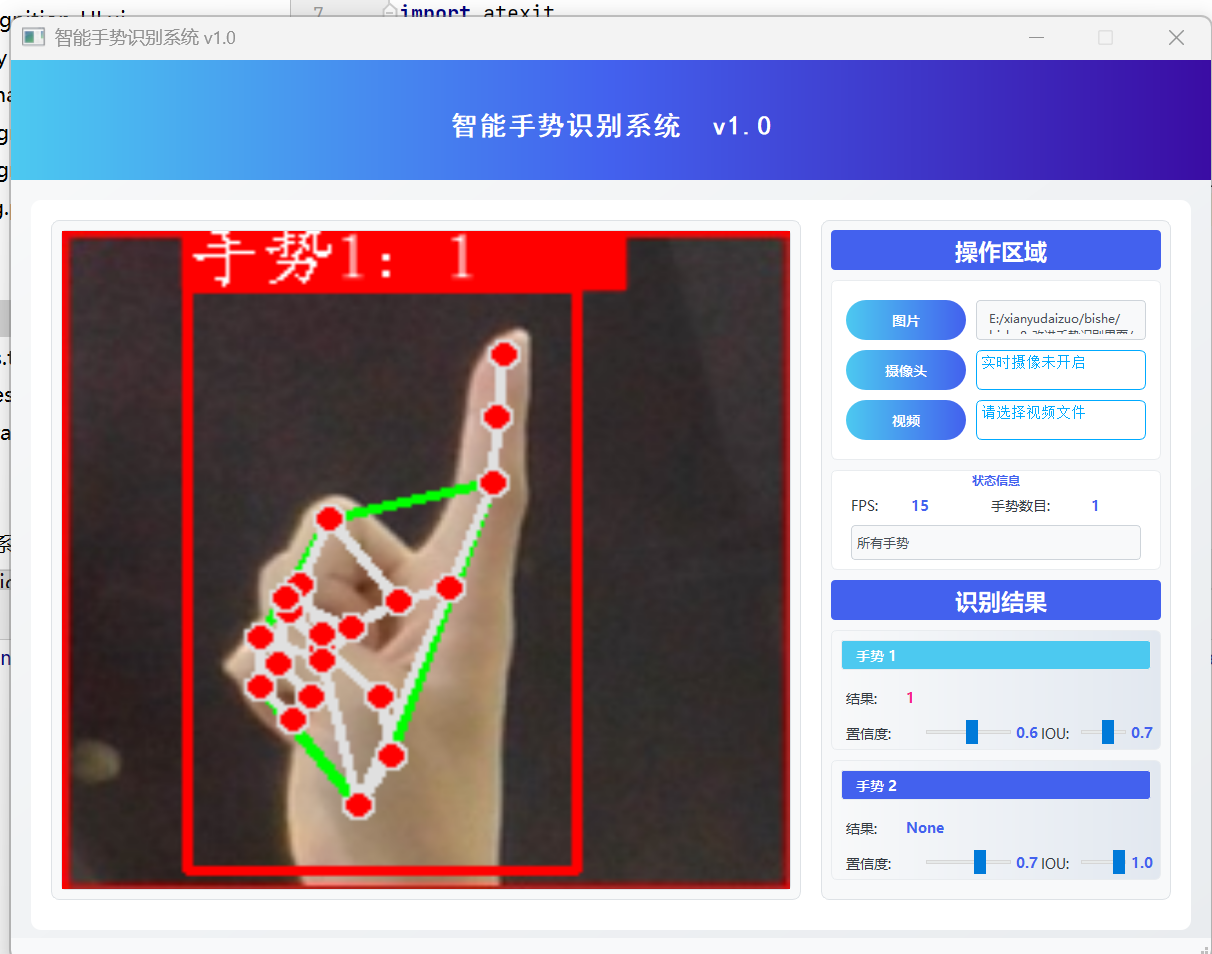 7
import atexit
智能手势识别系统 v1.0
智能手势识别系统 v1.0
手势1: 1
操作区域
图片
E:/xianyudaizuo/bishe/
摄像头
实时摄像未开启
视频
请选择视频文件
状态信息
FPS: 15 手势数目: 1
所有手势
识别结果
手势 1
结果: 1
置信度: 0.6 IOU: 0.7
手势 2
结果: None
置信度: 0.7 IOU: 1.0